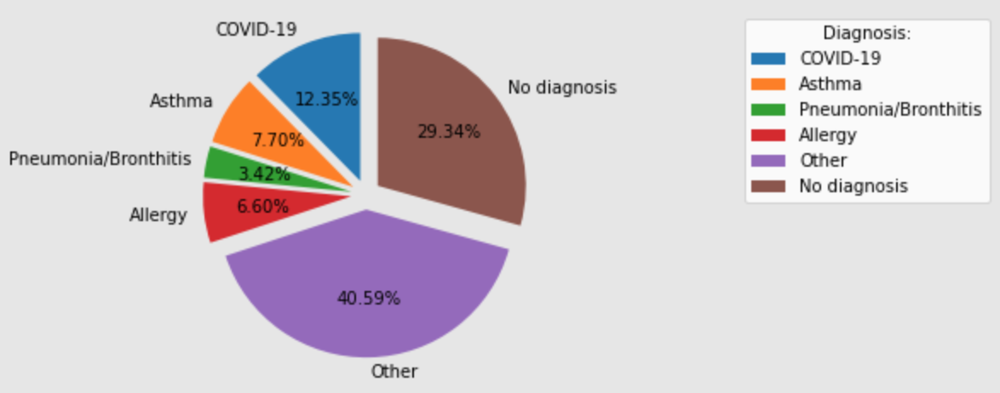 COVID-19
12.35%
Asthma
7.70%
Pneumonia/Bronthitis
3.42%
Allergy
6.60%
Other
40.59%
No diagnosis
29.34%
Diagnosis:
COVID-19
Asthma
Pneumonia/Bronthitis
Allergy
Other
No diagnosis